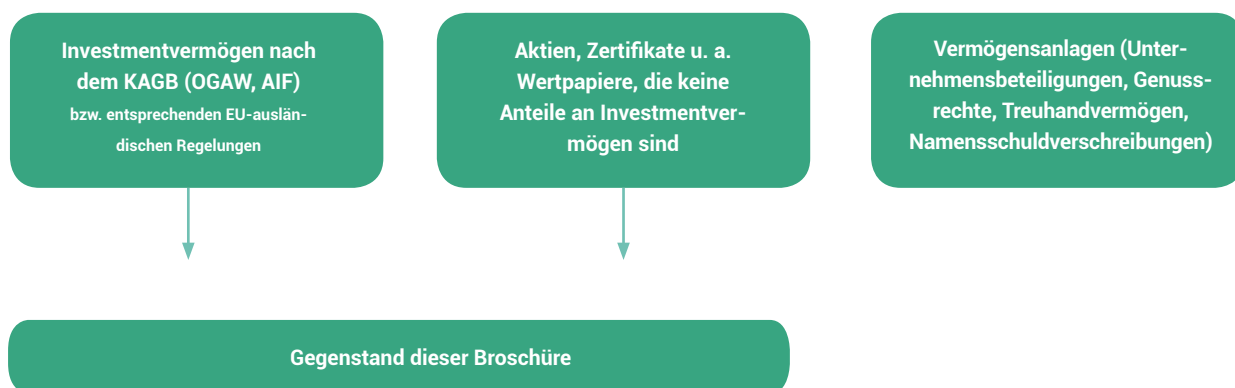 Investmentvermögen nach
dem KAGB (OGAW, AIF)
bzw. entsprechenden EU-auslän-
dischen Regelungen
Aktien, Zertifikate u. a.
Wertpapiere, die keine
Anteile an Investmentver-
mögen sind
Vermögensanlagen (Unter-
nehmensbeteiligungen, Genuss-
rechte, Treuhandvermögen,
Namensschuldverschreibungen)
Gegenstand dieser Broschüre